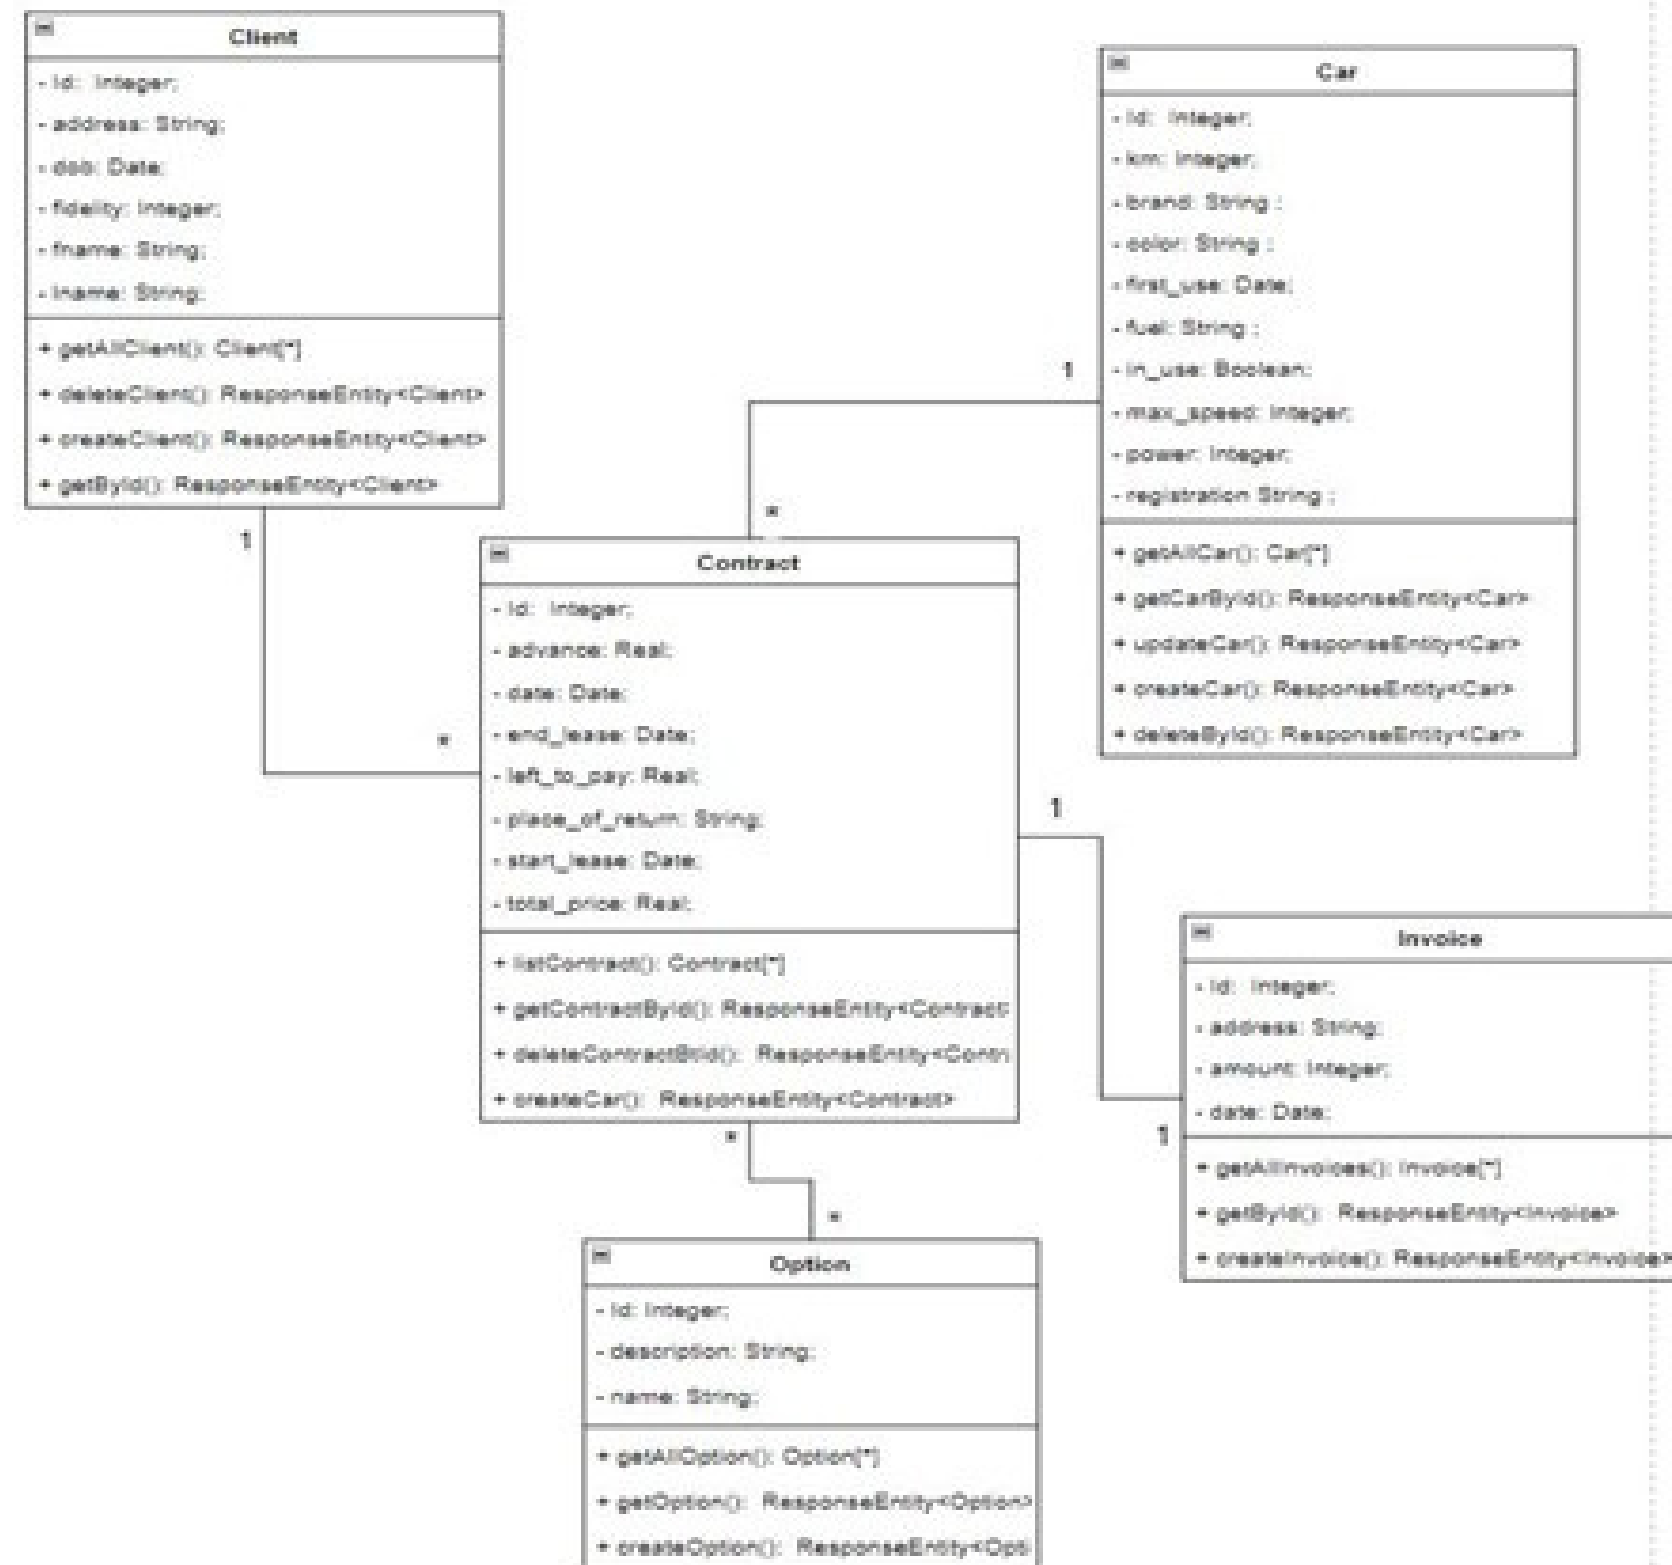 Client
- id: Integer;
- address: String;
- dob: Date;
- fidelity: Integer;
- fname: String;
- lname: String;
+ getAllClient(): Client[*]
+ deleteClient(): ResponseEntity<Client>
+ createClient(): ResponseEntity<Client>
+ getById(): ResponseEntity<Client>
1
*
Car
- id: Integer;
- km: Integer;
- brand: String ;
- color: String ;
- first_use: Date;
- fuel: String ;
- in_use: Boolean;
- max_speed: Integer;
- power: Integer;
- registration String ;
+ getAllCar(): Car[*]
+ getCarById(): ResponseEntity<Car>
+ updateCar(): ResponseEntity<Car>
+ createCar(): ResponseEntity<Car>
+ deleteById(): ResponseEntity<Car>
1
*
Contract
- id: Integer;
- advance: Real;
- date: Date;
- end_lease: Date;
- left_to_pay: Real;
- place_of_return: String;
- start_lease: Date;
- total_price: Real;
+ listContract(): Contract[*]
+ getContractById(): ResponseEntity<Contract
+ deleteContractBtId(): ResponseEntity<Contr
+ createCar(): ResponseEntity<Contract>
1
1
Invoice
- id: Integer;
- address: String;
- amount: Integer;
- date: Date;
+ getAllInvoices(): Invoice[*]
+ getById(): ResponseEntity<Invoice>
+ createInvoice(): ResponseEntity<Invoice>
*
*
Option
- id: Integer;
- description: String;
- name: String;
+ getAllOption(): Option[*]
+ getOption(): ResponseEntity<Option>
+ createOption(): ResponseEntity<Opti